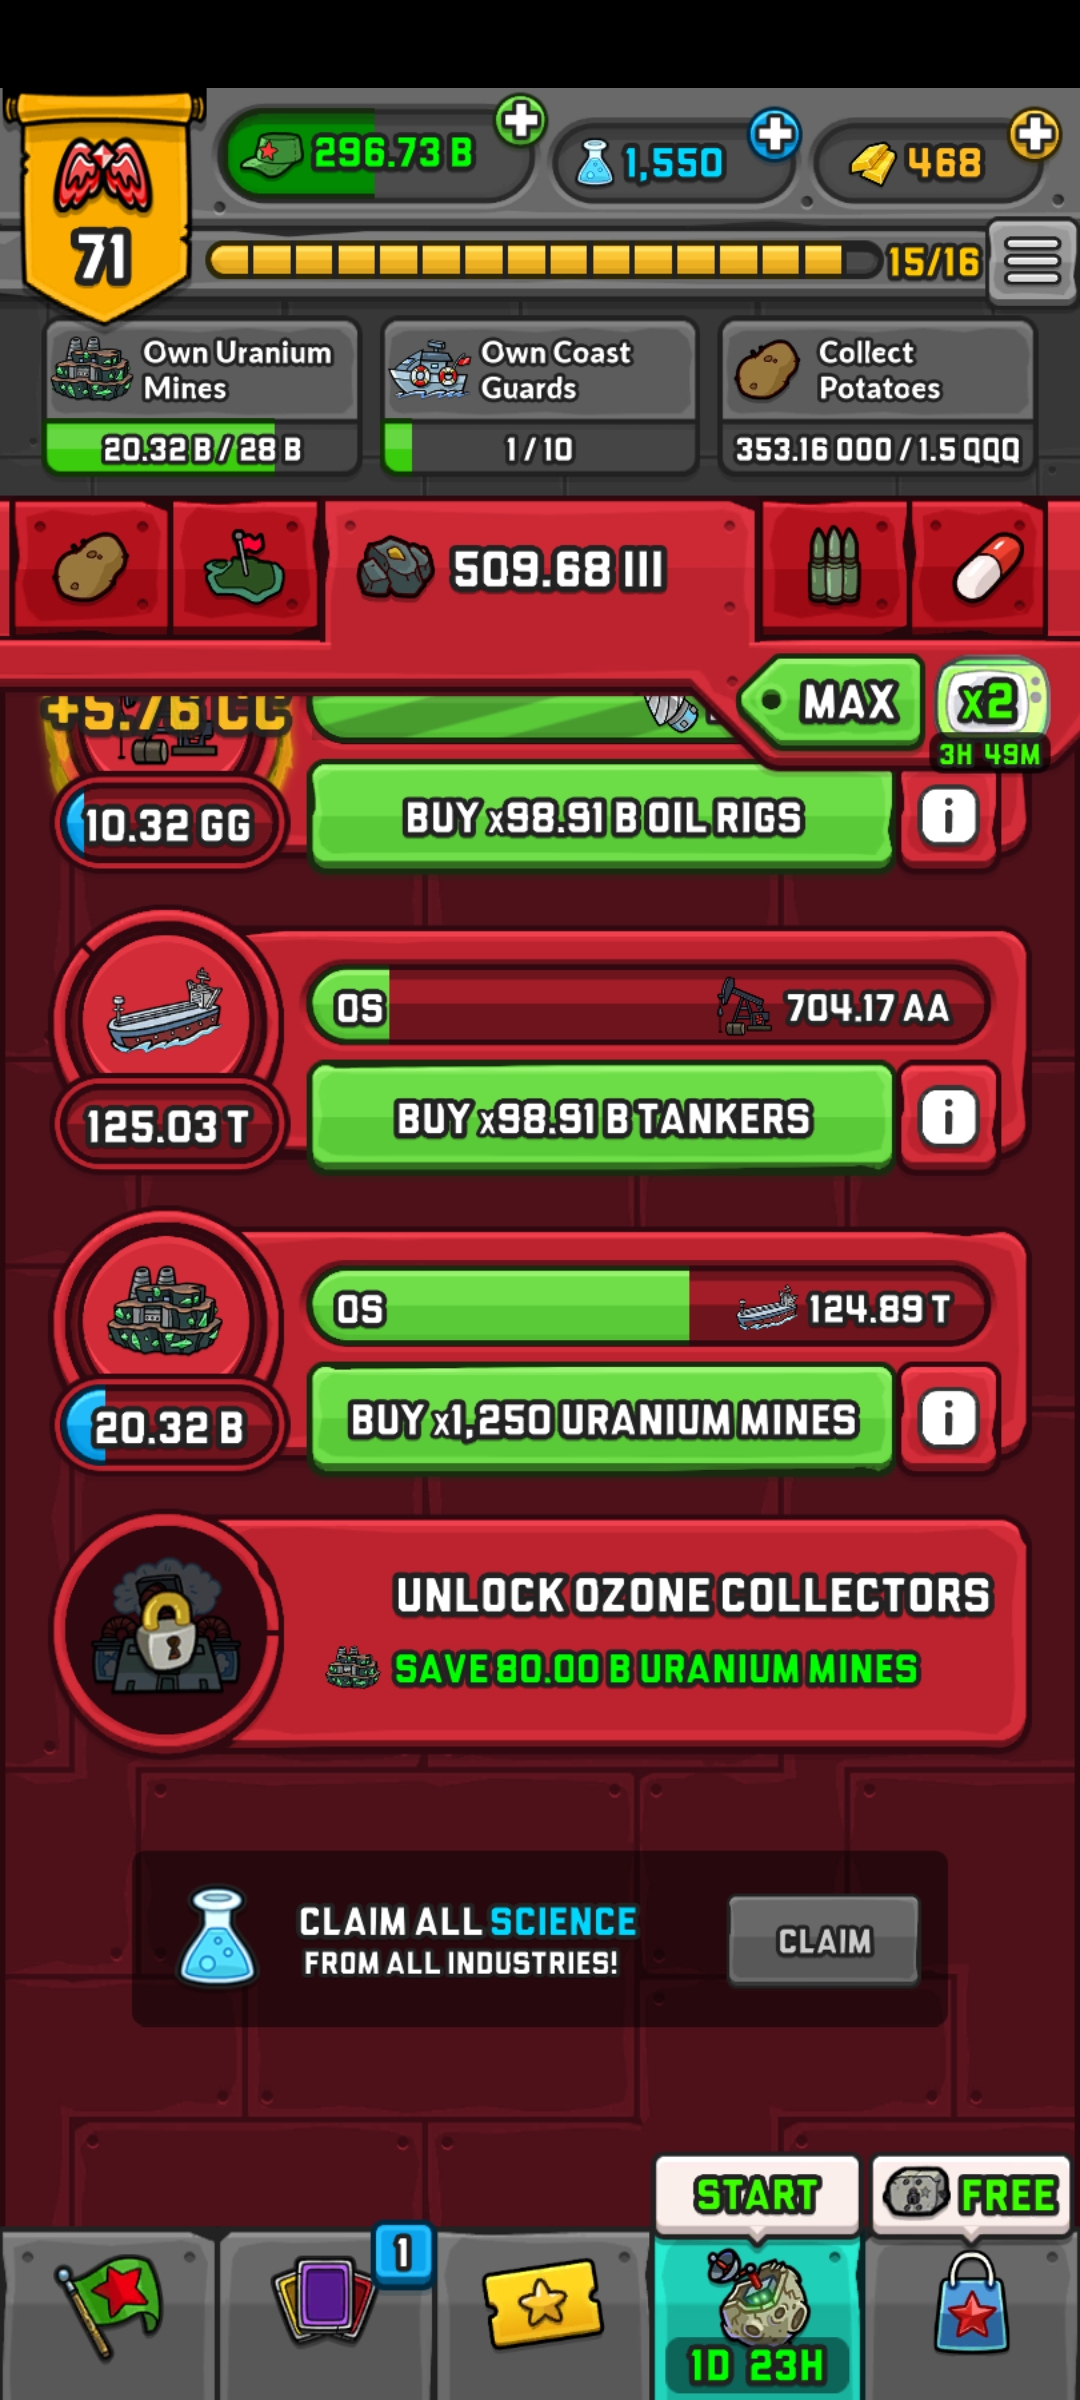 296.73 B
1,550
468
71
15/16
Own Uranium
Mines
20.32 B / 28 B
Own Coast
Guards
1 / 10
Collect
Potatoes
353.16 OOO / 1.5 QQQ
509.68 III
MAX
x2
3H 49M
+5.76 CC
10.32 GG
BUY x98.91 B OIL RIGS
i
0S
704.17 AA
125.03 T
BUY x98.91 B TANKERS
i
0S
124.89 T
20.32 B
BUY x1,250 URANIUM MINES
i
UNLOCK OZONE COLLECTORS
SAVE 80.00 B URANIUM MINES
CLAIM ALL SCIENCE
FROM ALL INDUSTRIES!
CLAIM
START
FREE
1
1D 23H